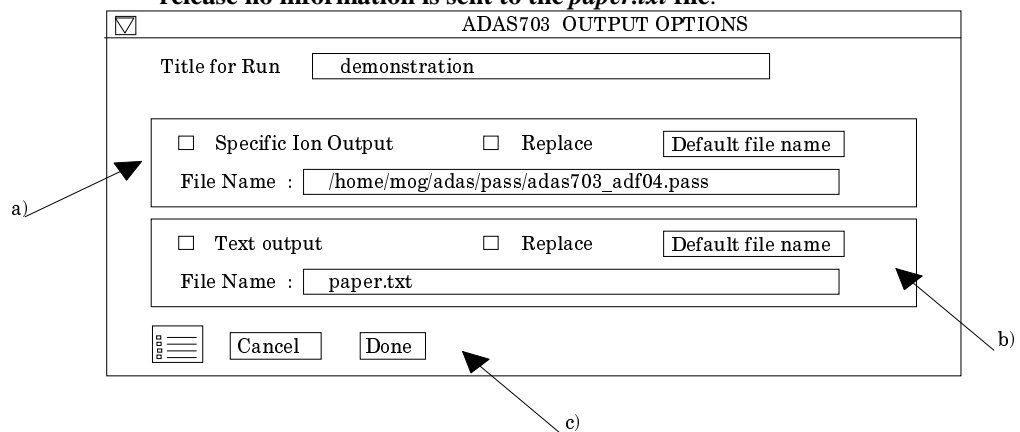 release no information is sent to the paper.txt file.
ADAS703 OUTPUT OPTIONS
Title for Run demonstration
Specific Ion Output Replace Default file name
File Name : /home/mog/adas/pass/adas703_adf04.pass
a)
Text output Replace Default file name
File Name : paper.txt
b)
Cancel Done
c)